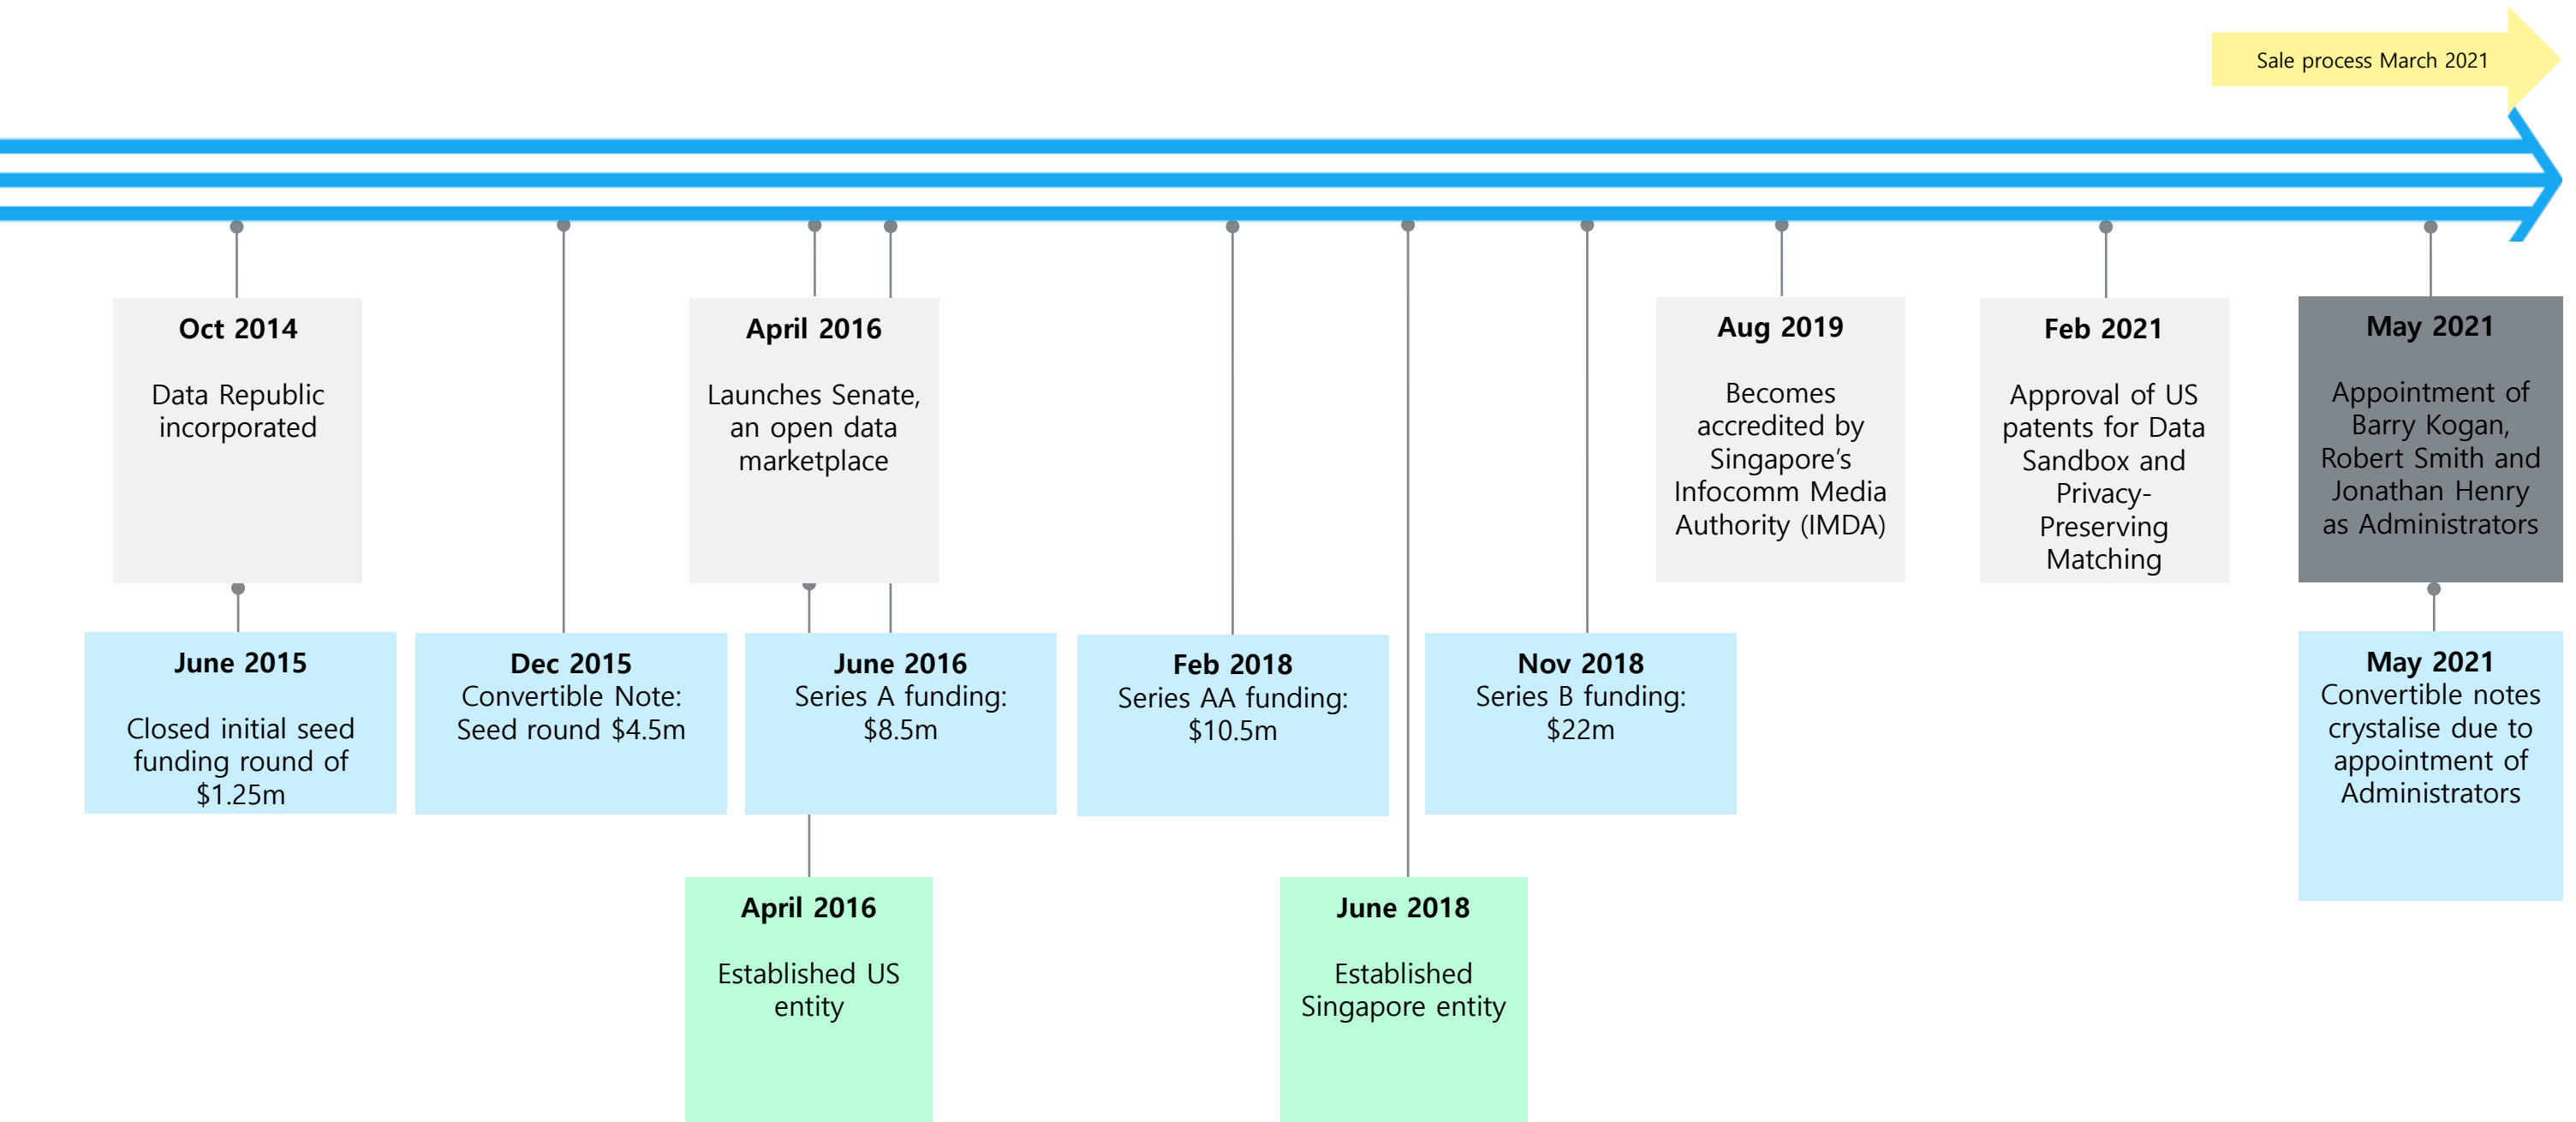 Sale process March 2021
Oct 2014
Data Republic
incorporated
April 2016
Launches Senate,
an open data
marketplace
Aug 2019
Becomes
accredited by
Singapore’s
Infocomm Media
Authority (IMDA)
Feb 2021
Approval of US
patents for Data
Sandbox and
Privacy-
Preserving
Matching
May 2021
Appointment of
Barry Kogan,
Robert Smith and
Jonathan Henry
as Administrators
June 2015
Closed initial seed
funding round of
$1.25m
Dec 2015
Convertible Note:
Seed round $4.5m
June 2016
Series A funding:
$8.5m
Feb 2018
Series AA funding:
$10.5m
Nov 2018
Series B funding:
$22m
May 2021
Convertible notes
crystalise due to
appointment of
Administrators
April 2016
Established US
entity
June 2018
Established
Singapore entity